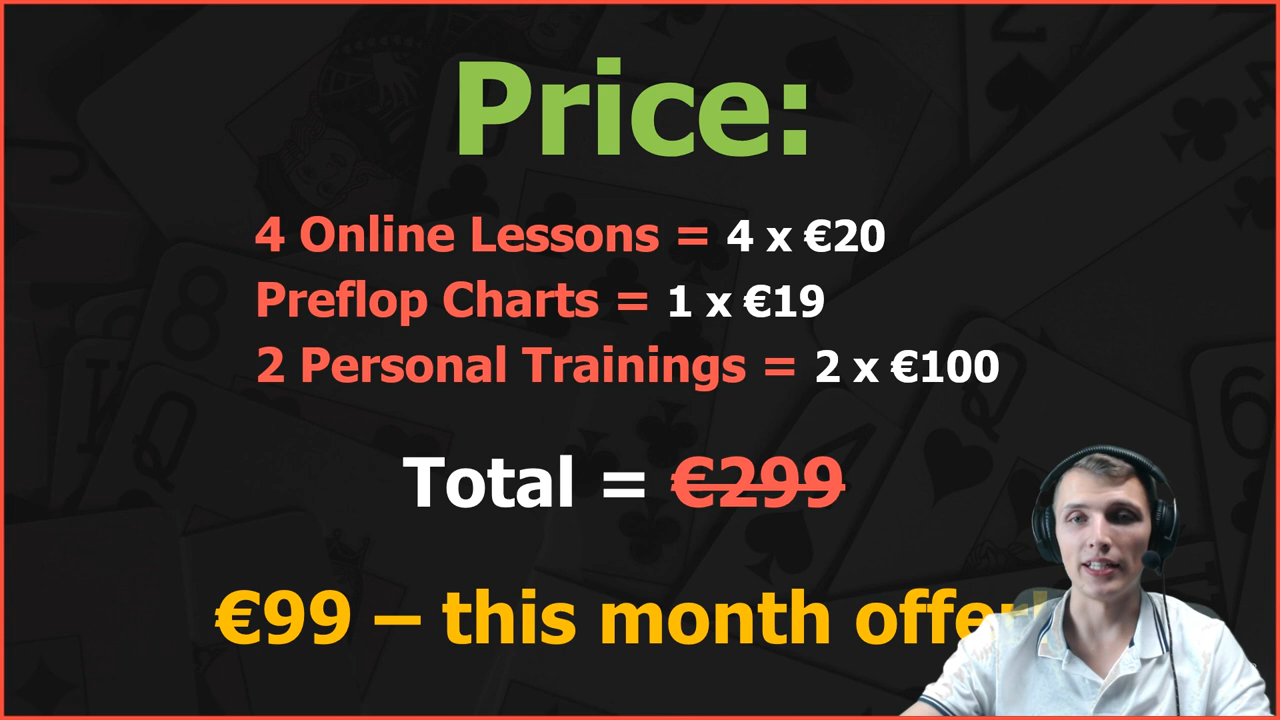 Price:
4 Online Lessons = 4 x €20
Preflop Charts = 1 x €19
2 Personal Trainings = 2 x €100
Total = €299
€99 – this month offer!